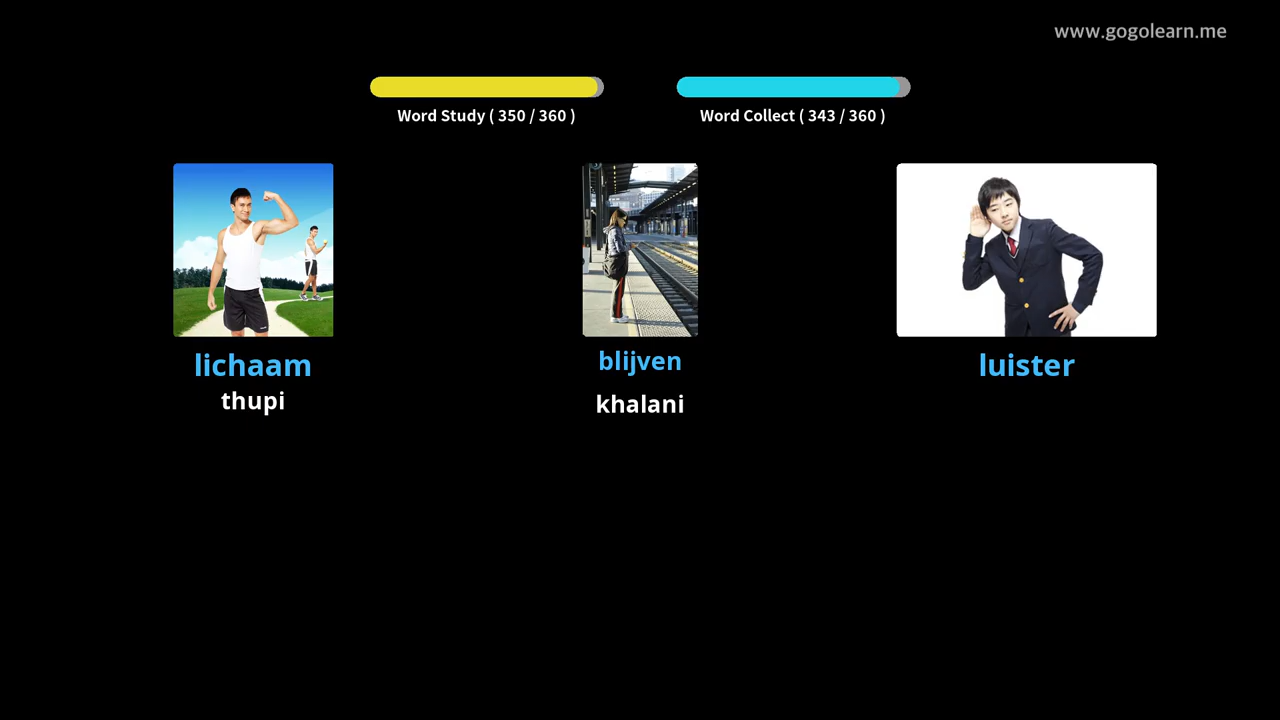 www.gogolearn.me
Word Study ( 350 / 360 )
Word Collect ( 343 / 360 )
lichaam
thupi
blijven
khalani
luister